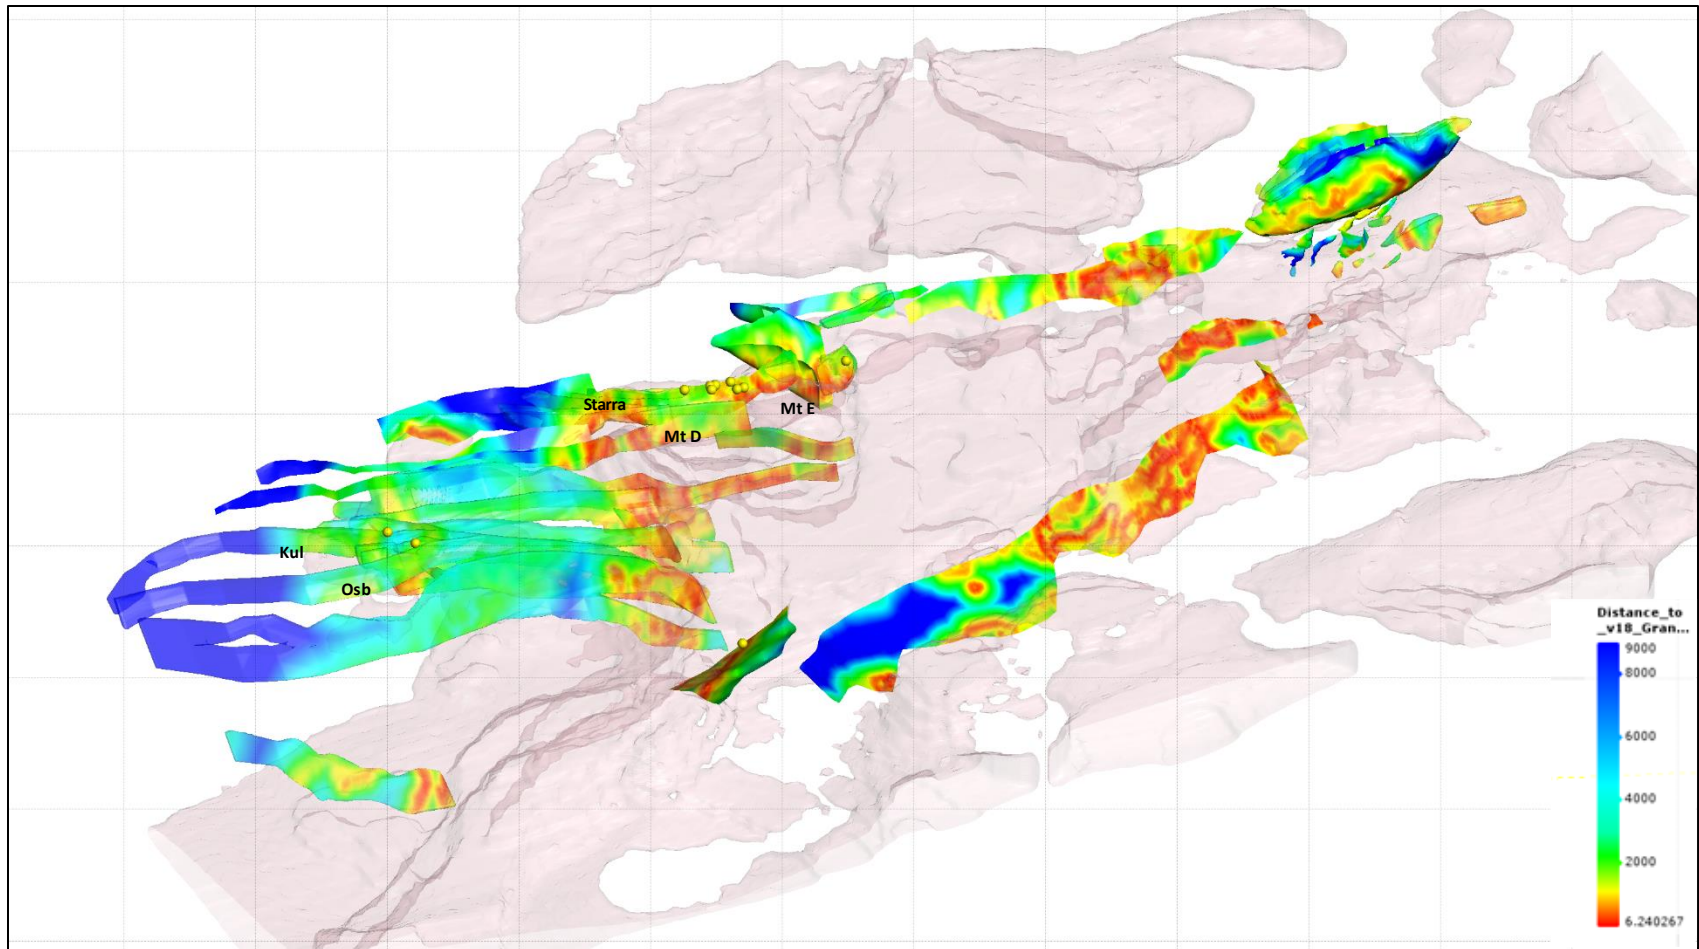 Starra
Mt E
Mt D
Kul
Osb
Distance_to
_v18_Gran...
9000
8000
6000
4000
2000
6.240267